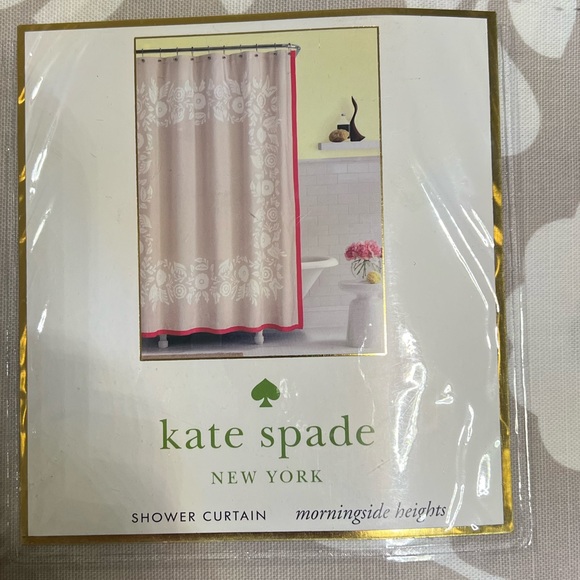 kate spade
NEW YORK
SHOWER CURTAIN morningside heights